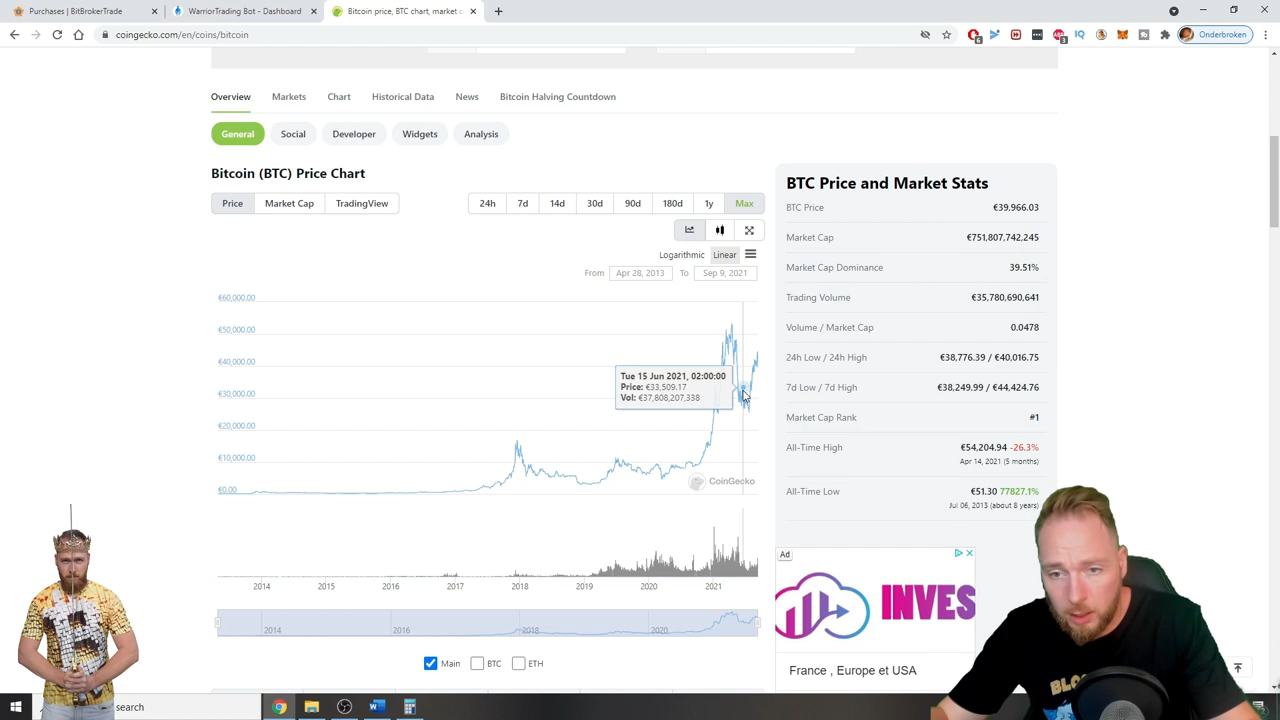 Purchases | BitBrokerTrade
WarriorTrading Bot - Dashboard
Bitcoin price, BTC chart, market c
coingecko.com/en/coins/bitcoin
Onderbroken
Overview
Markets
Chart
Historical Data
News
Bitcoin Halving Countdown
General
Social
Developer
Widgets
Analysis
Bitcoin (BTC) Price Chart
Price
Market Cap
TradingView
24h
7d
14d
30d
90d
180d
1y
Max
Logarithmic
Linear
From
Apr 28, 2013
To
Sep 9, 2021
€60,000.00
€50,000.00
€40,000.00
€30,000.00
€20,000.00
€10,000.00
€0.00
Tue 15 Jun 2021, 02:00:00
Price: €33,509.17
Vol: €37,808,207,338
CoinGecko
2014
2015
2016
2017
2018
2019
2020
2021
2014
2016
2018
2020
Main
BTC
ETH
BTC Price and Market Stats
BTC Price €39,966.03
Market Cap €751,807,742,245
Market Cap Dominance 39.51%
Trading Volume €35,780,690,641
Volume / Market Cap 0.0478
24h Low / 24h High €38,776.39 / €40,016.75
7d Low / 7d High €38,249.99 / €44,424.76
Market Cap Rank #1
All-Time High €54,204.94 -26.3%
Apr 14, 2021 (5 months)
All-Time Low €51.30 77827.1%
Jul 06, 2013 (about 8 years)
Ad
INVES
France , Europe et USA
search